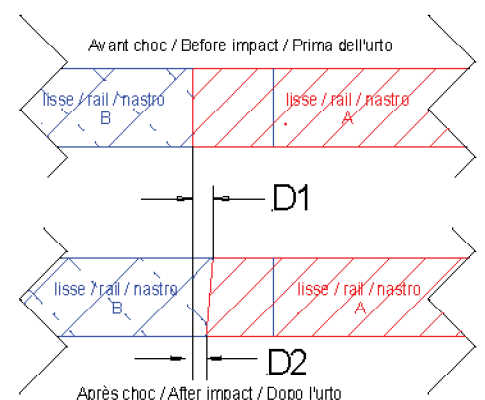 Avant choc / Before impact / Prima dell'urto
lisse / rail / nastro
B
lisse / rail / nastro
A
D1
lisse / rail / nastro
B
lisse / rail / nastro
A
D2
Après choc / After impact / Dopo l'urto